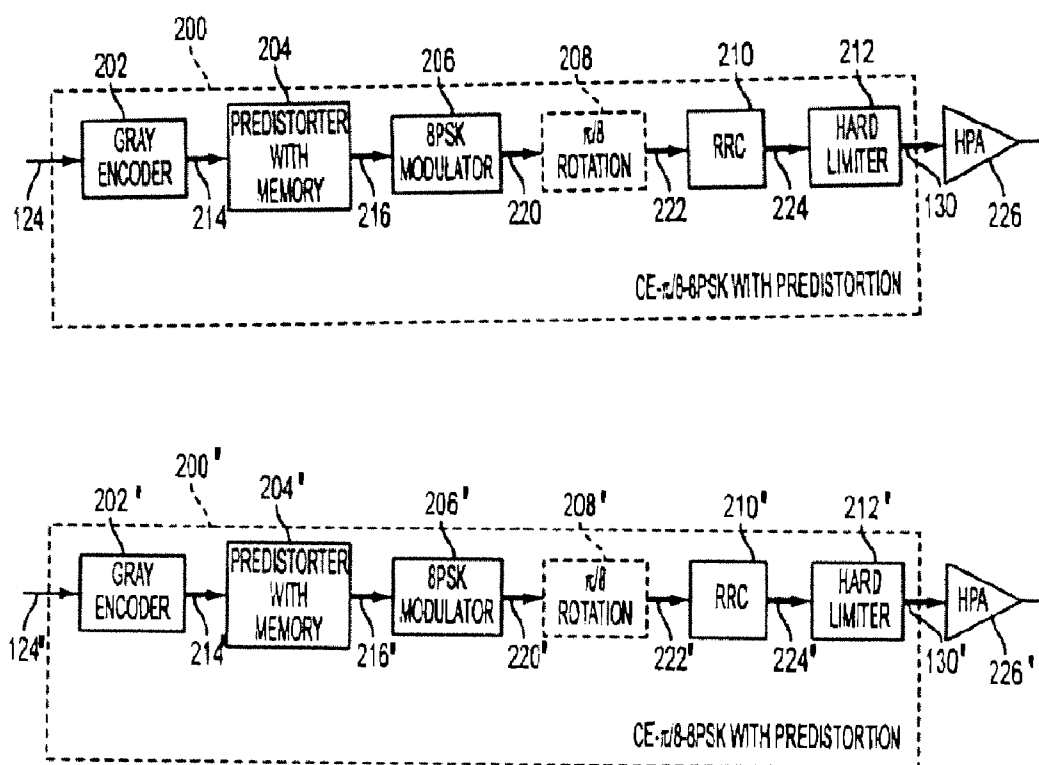 200
202
204
206
208
210
212
GRAY
ENCODER
PREDISTORTER
WITH
MEMORY
8PSK
MODULATOR
π/8
ROTATION
RRC
HARD
LIMITER
HPA
124
214
216
220
222
224
130
226
CE-π/8-8PSK WITH PREDISTORTION
200'
202'
204'
206'
208'
210'
212'
GRAY
ENCODER
PREDISTORTER
WITH
MEMORY
8PSK
MODULATOR
π/8
ROTATION
RRC
HARD
LIMITER
HPA
124'
214'
216'
220'
222'
224'
130'
226'
CE-π/8-8PSK WITH PREDISTORTION